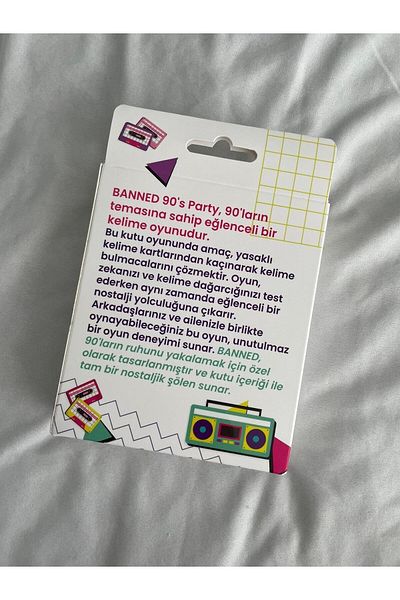 BANNED 90's Party, 90'ların
temasına sahip eğlenceli bir
kelime oyunudur.
Bu kutu oyununda amaç, yasaklı
kelime kartlarından kaçınarak kelime
bulmacalarını çözmektir. Oyun,
zekanızı ve kelime dağarcığınızı test
ederken aynı zamanda eğlenceli bir
nostalji yolculuğuna çıkarır.
Arkadaşlarınız ve ailenizle birlikte
oynayabileceğiniz bu oyun, unutulmaz
bir oyun deneyimi sunar. BANNED,
90'ların ruhunu yakalamak için özel
olarak tasarlanmıştır ve kutu içeriği ile
tam bir nostaljik şölen sunar.